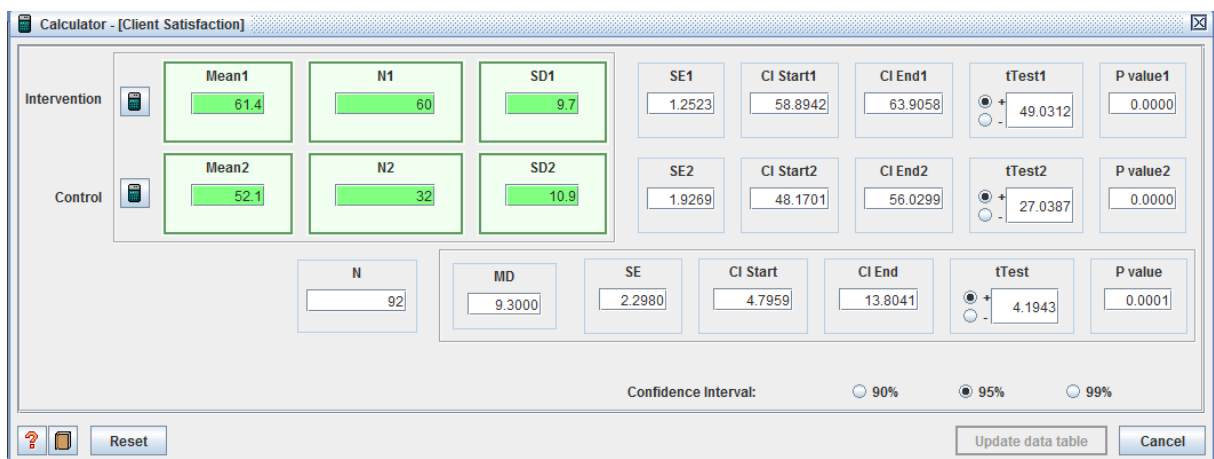 Calculator - [Client Satisfaction]
Mean1 N1 SD1 SE1 CI Start1 CI End1 tTest1 P value1
Intervention 61.4 60 9.7 1.2523 58.8942 63.9058 + - 49.0312 0.0000
Mean2 N2 SD2 SE2 CI Start2 CI End2 tTest2 P value2
Control 52.1 32 10.9 1.9269 48.1701 56.0299 + - 27.0387 0.0000
N MD SE CI Start CI End tTest P value
92 9.3000 2.2980 4.7959 13.8041 + - 4.1943 0.0001
Confidence Interval: 90% 95% 99%
? Reset Update data table Cancel